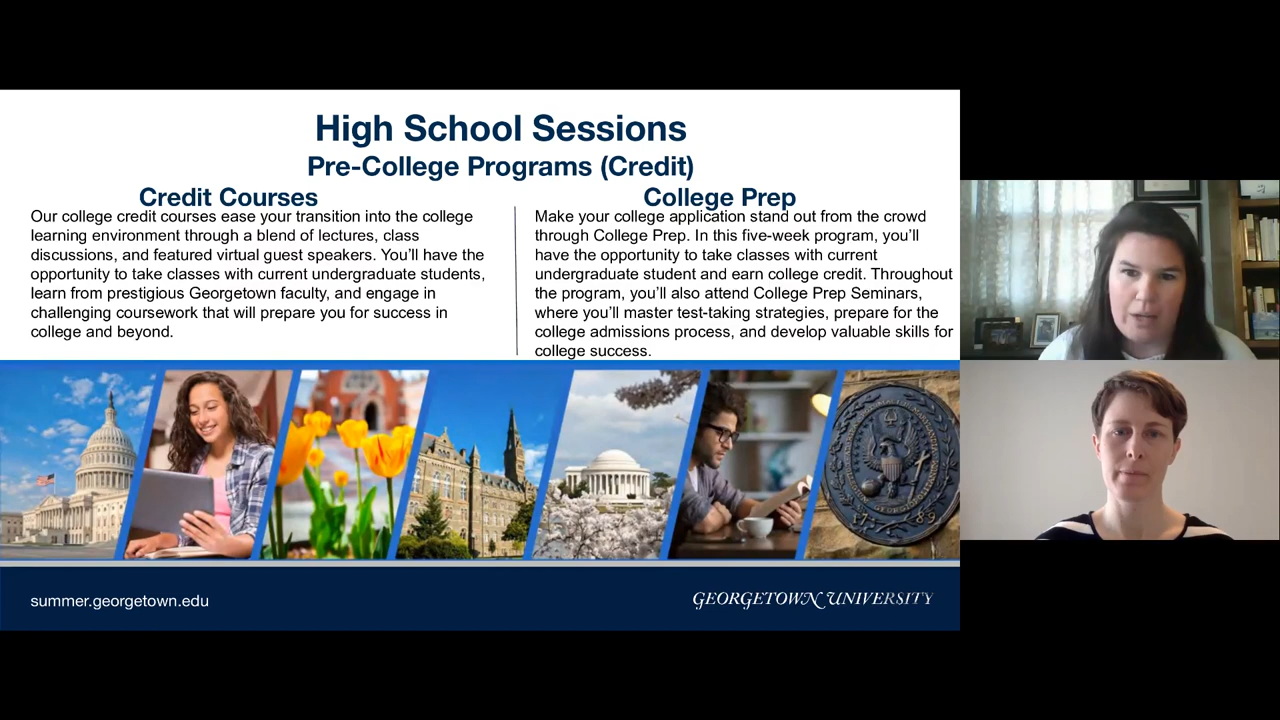 High School Sessions
Pre-College Programs (Credit)
Credit Courses
Our college credit courses ease your transition into the college
learning environment through a blend of lectures, class
discussions, and featured virtual guest speakers. You’ll have the
opportunity to take classes with current undergraduate students,
learn from prestigious Georgetown faculty, and engage in
challenging coursework that will prepare you for success in
college and beyond.
College Prep
Make your college application stand out from the crowd
through College Prep. In this five-week program, you’ll
have the opportunity to take classes with current
undergraduate student and earn college credit. Throughout
the program, you’ll also attend College Prep Seminars,
where you’ll master test-taking strategies, prepare for the
college admissions process, and develop valuable skills for
college success.
17 89
summer.georgetown.edu
GEORGETOWN UNIVERSITY